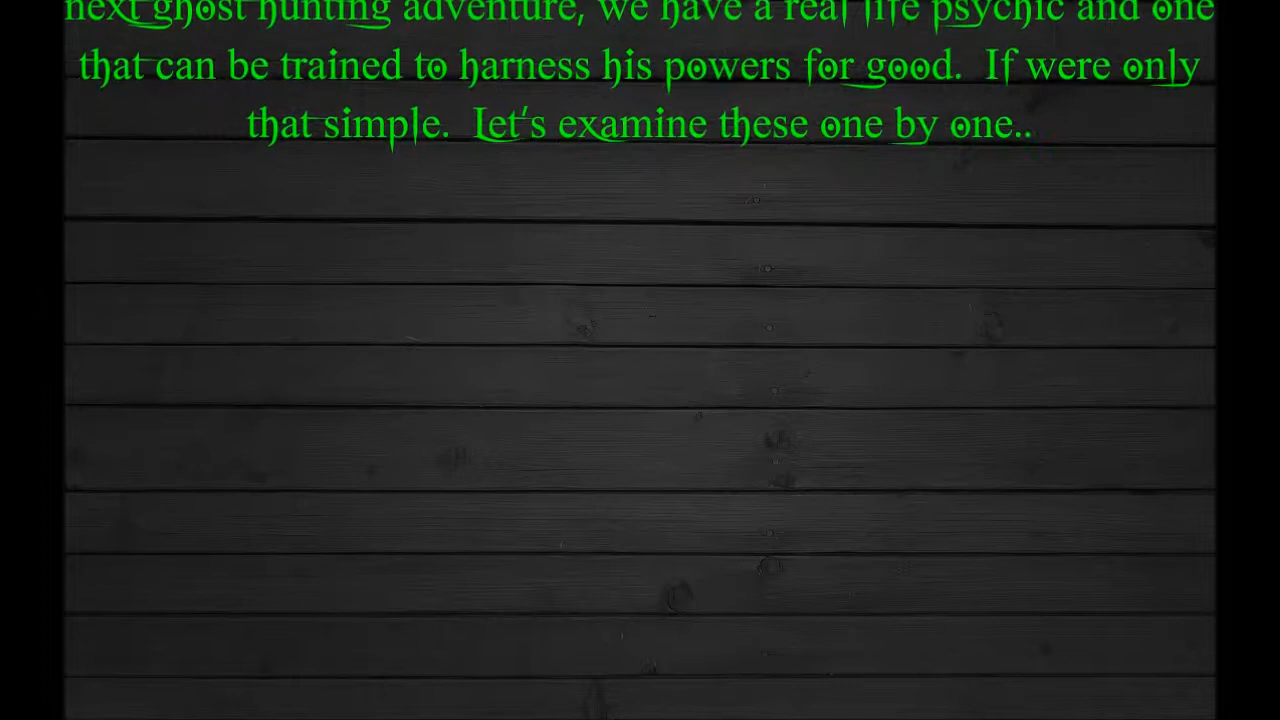 next ghost hunting adventure, we have a real life psychic and one
that can be trained to harness his powers for good.  If were only
that simple.  Let's examine these one by one..